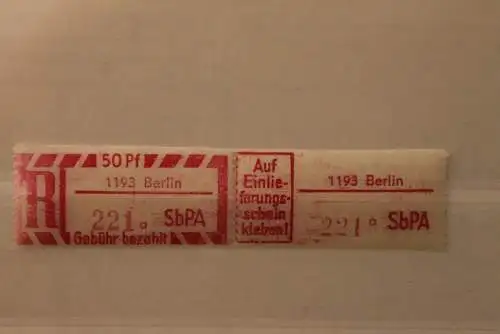 50 Pf
R
1193 Berlin
221 a SbPA
Gebühr bezahlt
Auf
Einlie-
ferungs-
schein
kleben!
1193 Berlin
221 a SbPA